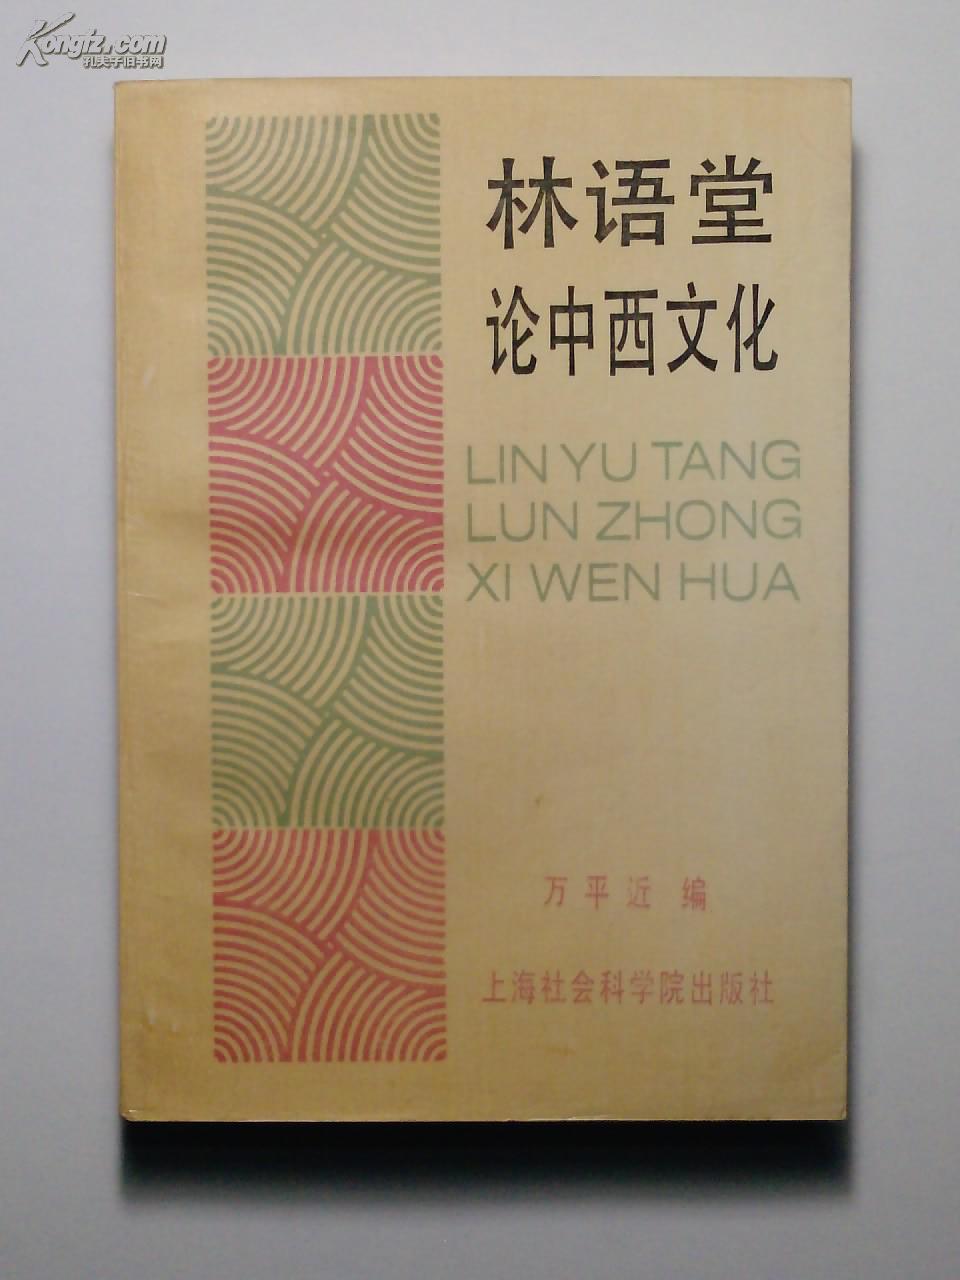 Kongfz.com
孔夫子旧书网
林语堂
论中西文化
LIN YU TANG
LUN ZHONG
XI WEN HUA
万平近 编
上海社会科学院出版社